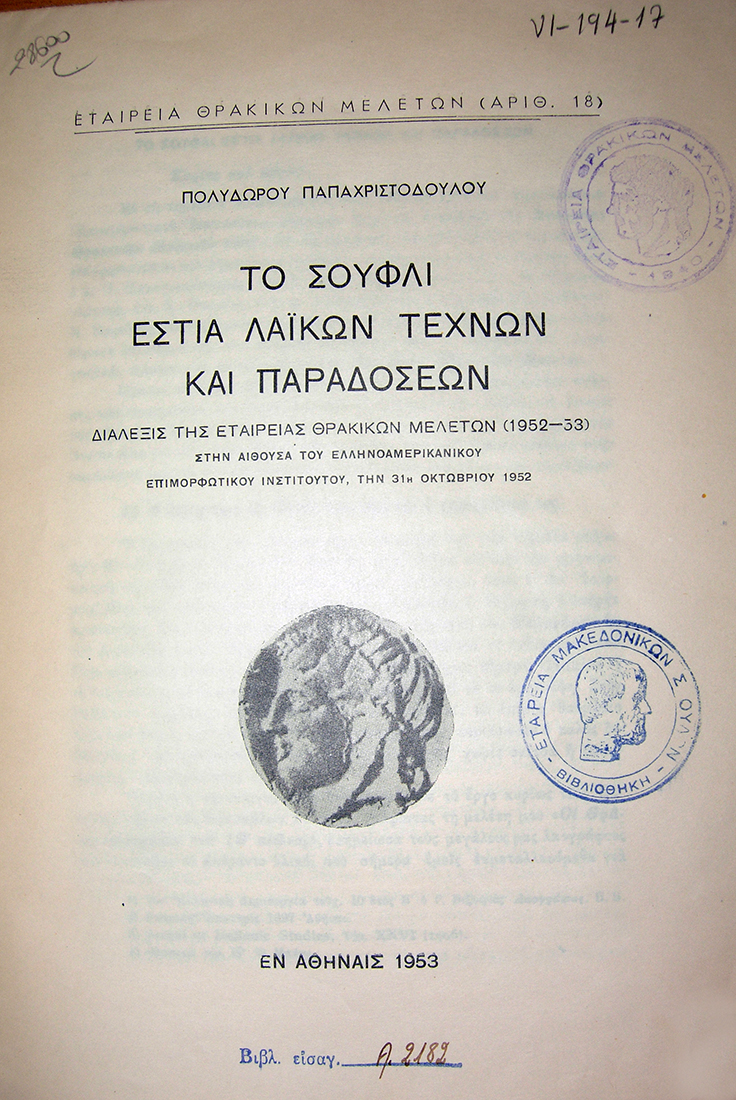 VI-194-17
28600
ΕΤΑΙΡΕΙΑ ΘΡΑΚΙΚΩΝ ΜΕΛΕΤΩΝ (ΑΡΙΘ. 18)
ΕΤΑΙΡΕΙΑ ΘΡΑΚΙΚΩΝ ΜΕΛΕΤΩΝ
ΠΟΛΥΔΩΡΟΥ ΠΑΠΑΧΡΙΣΤΟΔΟΥΛΟΥ
ΤΟ ΣΟΥΦΛΙ
ΕΣΤΙΑ ΛΑΪΚΩΝ ΤΕΧΝΩΝ
ΚΑΙ ΠΑΡΑΔΟΣΕΩΝ
ΔΙΑΛΕΞΙΣ ΤΗΣ ΕΤΑΙΡΕΙΑΣ ΘΡΑΚΙΚΩΝ ΜΕΛΕΤΩΝ (1952—53)
ΣΤΗΝ ΑΙΘΟΥΣΑ ΤΟΥ ΕΛΛΗΝΟΑΜΕΡΙΚΑΝΙΚΟΥ
ΕΠΙΜΟΡΦΩΤΙΚΟΥ ΙΝΣΤΙΤΟΥΤΟΥ, ΤΗΝ 31η ΟΚΤΩΒΡΙΟΥ 1952
ΕΤΑΙΡΕΙΑ ΜΑΚΕΔΟΝΙΚΩΝ
ΒΙΒΛΙΟΘΗΚΗ
ΕΝ ΑΘΗΝΑΙΣ 1953
Βιβλ. εἰσαγ. Λ. 2182